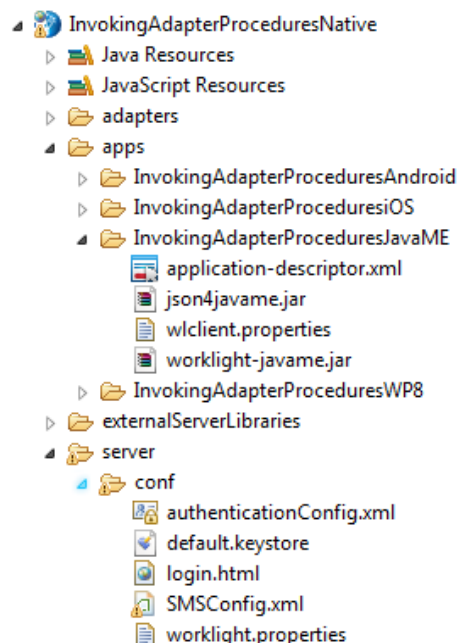 InvokingAdapterProceduresNative
Java Resources
JavaScript Resources
adapters
apps
InvokingAdapterProceduresAndroid
InvokingAdapterProceduresiOS
InvokingAdapterProceduresJavaME
application-descriptor.xml
json4javame.jar
wlclient.properties
worklight-javame.jar
InvokingAdapterProceduresWP8
externalServerLibraries
server
conf
authenticationConfig.xml
default.keystore
login.html
SMSConfig.xml
worklight.properties